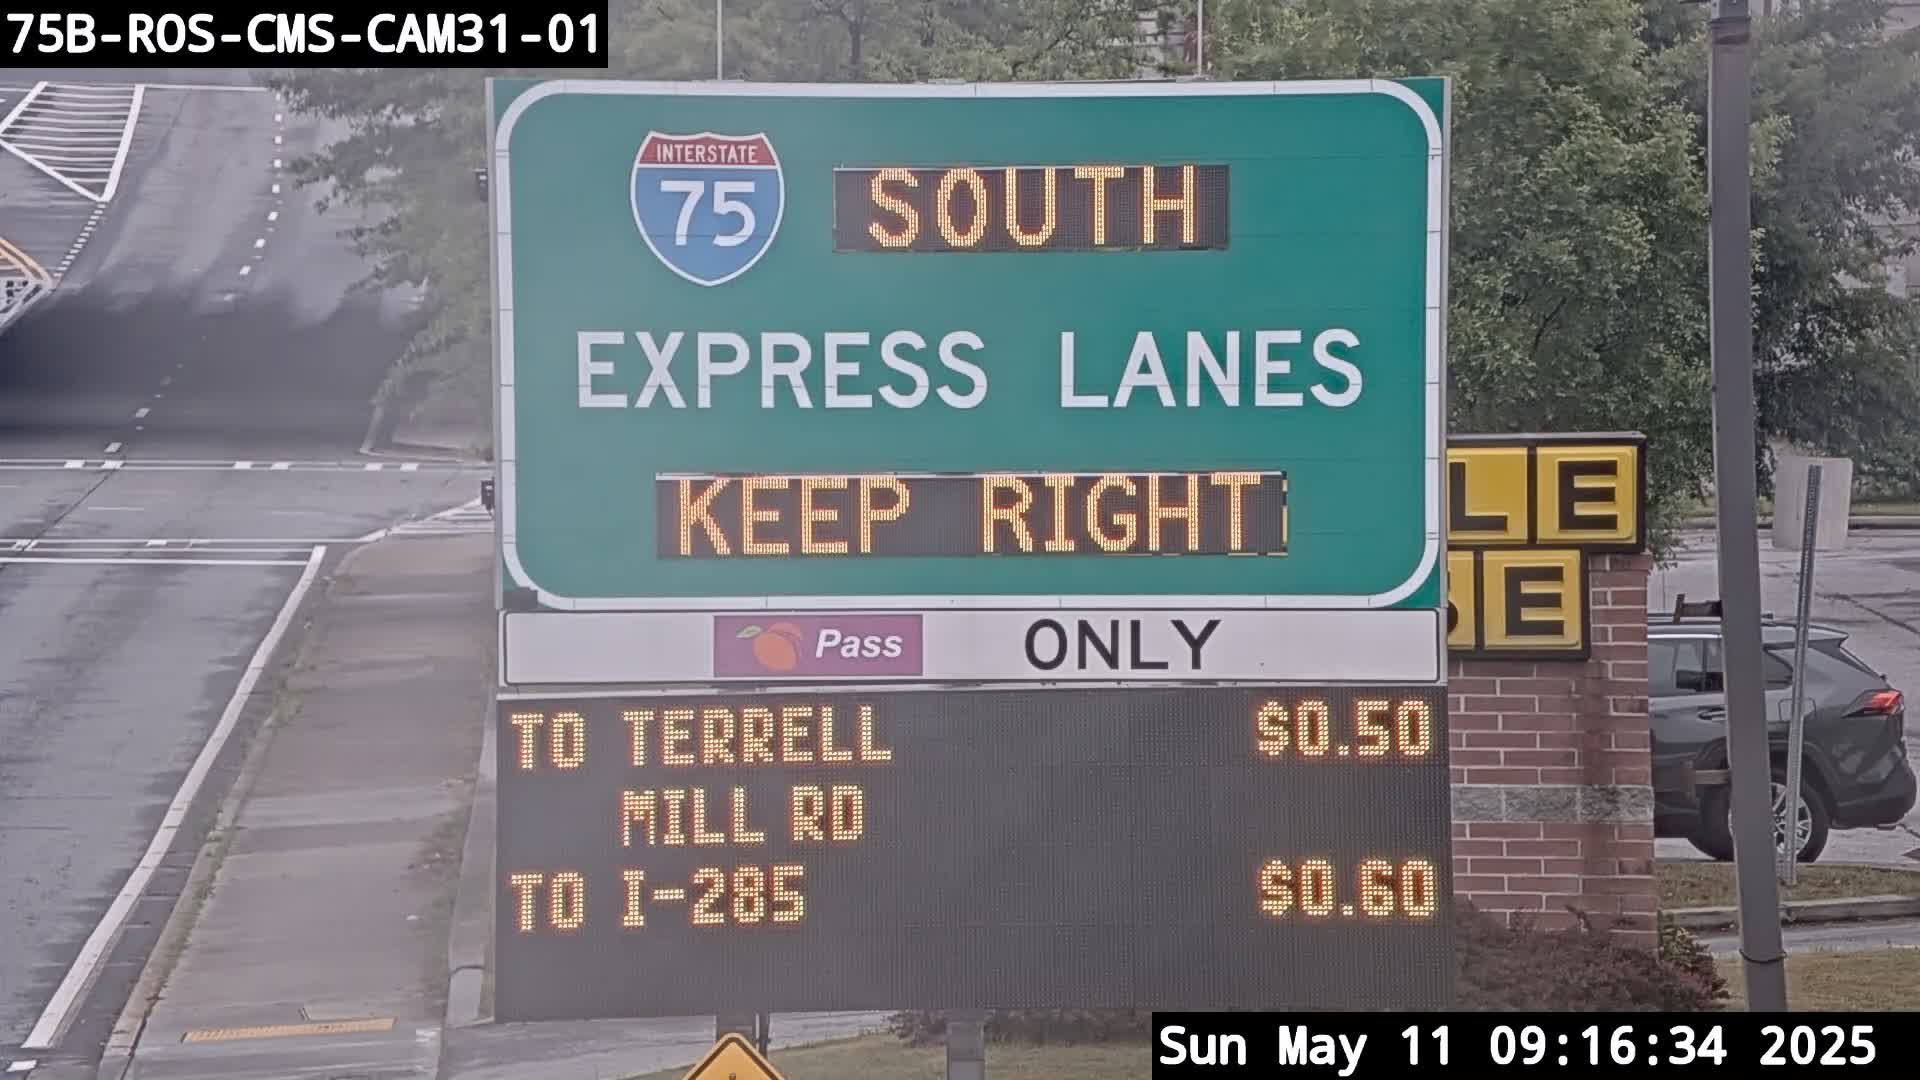 75B-ROS-CMS-CAM31-01
INTERSTATE
75
SOUTH
EXPRESS LANES
KEEP RIGHT
Pass ONLY
TO TERRELL $0.50
MILL RD
TO I-285 $0.60
LE
E
Sun May 11 09:16:34 2025